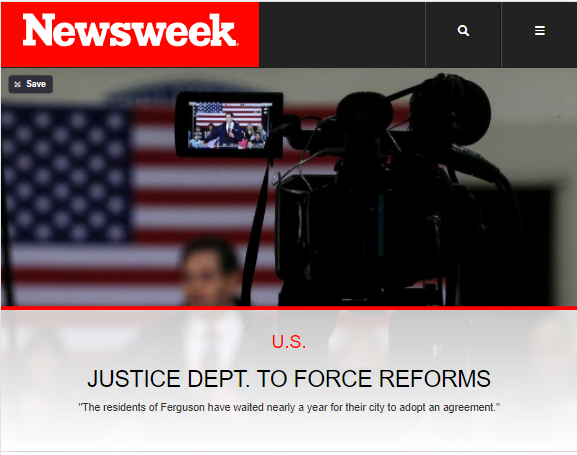 Newsweek
Save
U.S.
JUSTICE DEPT. TO FORCE REFORMS
"The residents of Ferguson have waited nearly a year for their city to adopt an agreement."